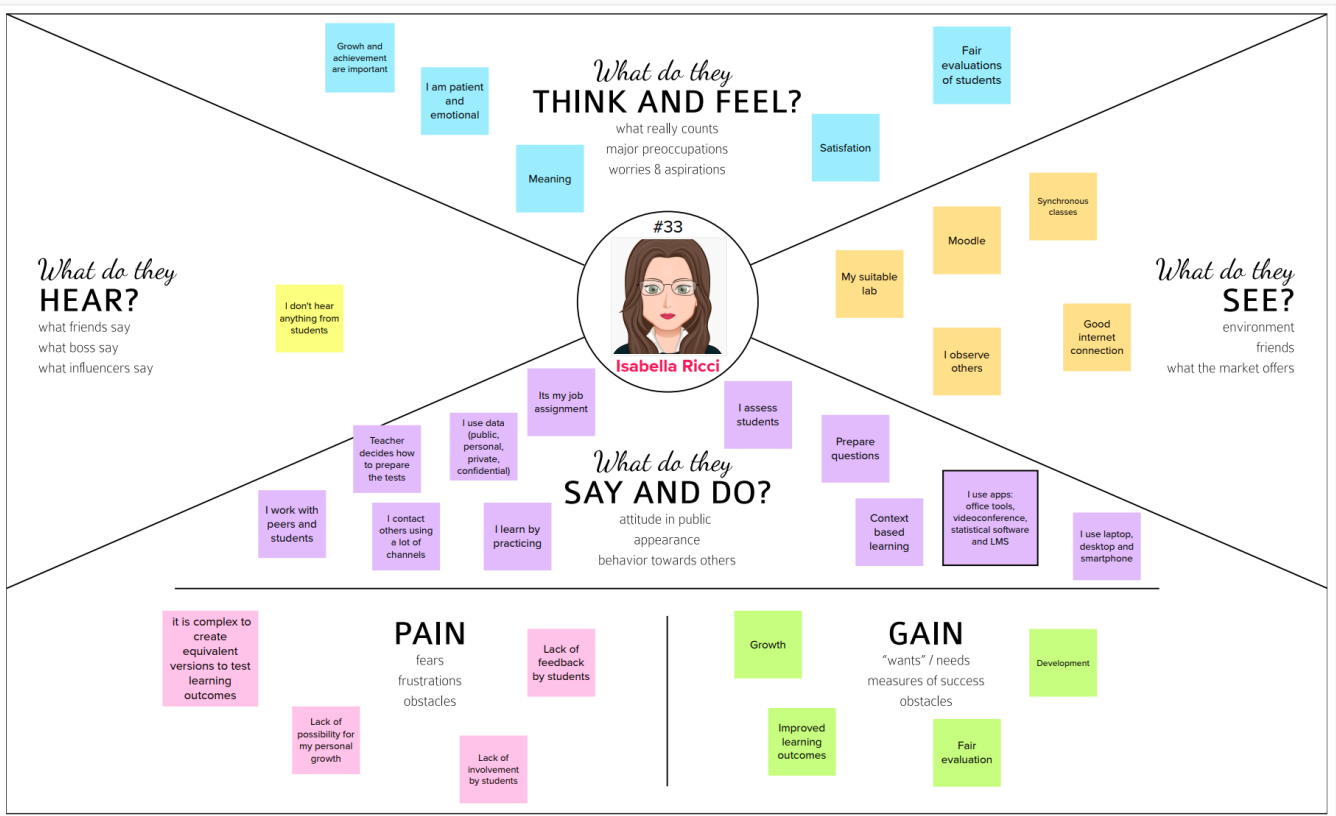 Growh and
achievement
are important
I am patient
and
emotional
Meaning
What do they
THINK AND FEEL?
what really counts
major preoccupations
worries & aspirations
Satisfation
Fair
evaluations
of students
What do they
HEAR?
what friends say
what boss say
what influencers say
I don't hear
anything from
students
#33
Isabella Ricci
My suitable
lab
Moodle
Synchronous
classes
I observe
others
Good
internet
connection
What do they
SEE?
environment
friends
what the market offers
Its my job
assignment
I use data
(public,
personal,
private,
confidential)
Teacher
decides how
to prepare
the tests
I work with
peers and
students
I contact
others using
a lot of
channels
I learn by
practicing
What do they
SAY AND DO?
attitude in public
appearance
behavior towards others
I assess
students
Prepare
questions
Context
based
learning
I use apps:
office tools,
videoconference,
statistical software
and LMS
I use laptop,
desktop and
smartphone
it is complex to
create
equivalent
versions to test
learning
outcomes
PAIN
fears
frustrations
obstacles
Lack of
feedback
by students
Lack of
possibility for
my personal
growth
Lack of
involvement
by students
Growth
GAIN
"wants" / needs
measures of success
obstacles
Development
Improved
learning
outcomes
Fair
evaluation